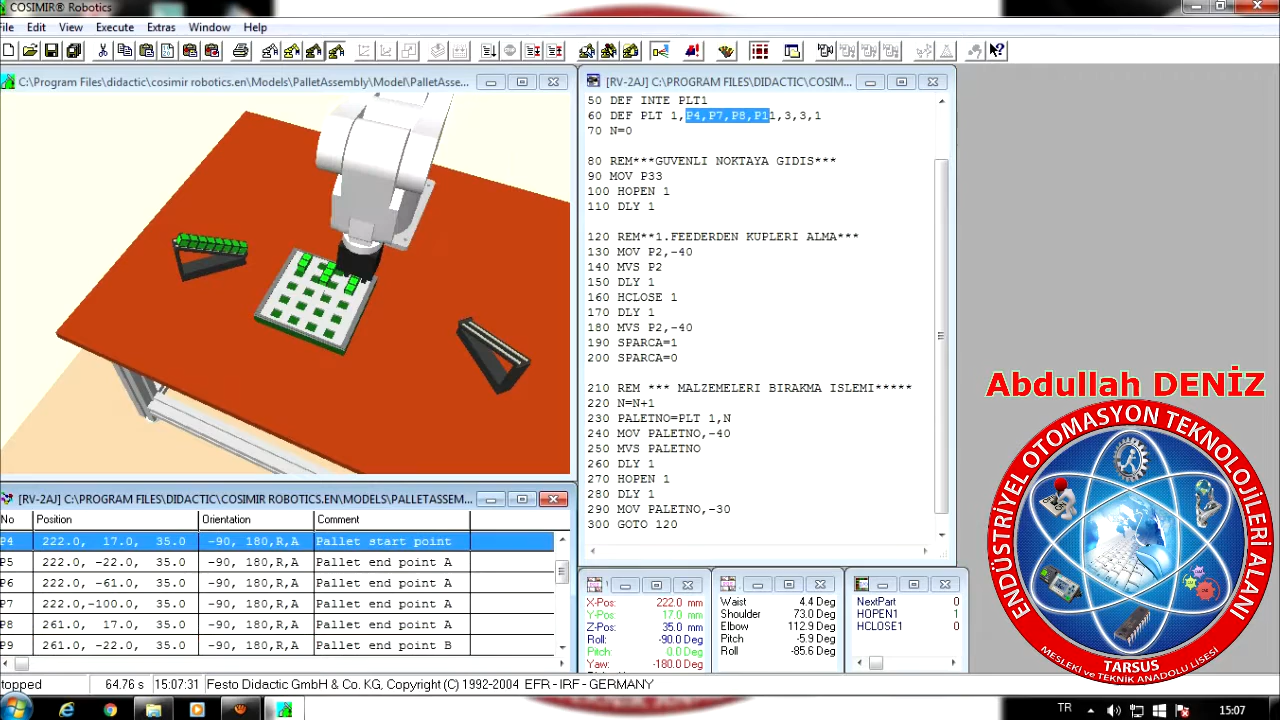 COSIMIR® Robotics
File Edit View Execute Extras Window Help
C:\Program Files\didactic\cosimir robotics.en\Models\PalletAssembly\Model\PalletAsse...
[RV-2AJ] C:\PROGRAM FILES\DIDACTIC\COSIM...
50 DEF INTE PLT1
60 DEF PLT 1,P4,P7,P8,P11,3,3,1
70 N=0
80 REM***GUVENLI NOKTAYA GIDIS***
90 MOV P33
100 HOPEN 1
110 DLY 1
120 REM**1.FEEDERDEN KUPLERI ALMA***
130 MOV P2,-40
140 MVS P2
150 DLY 1
160 HCLOSE 1
170 DLY 1
180 MVS P2,-40
190 SPARCA=1
200 SPARCA=0
210 REM *** MALZEMELERI BIRAKMA ISLEMI*****
220 N=N+1
230 PALETNO=PLT 1,N
240 MOV PALETNO,-40
250 MVS PALETNO
260 DLY 1
270 HOPEN 1
280 DLY 1
290 MOV PALETNO,-30
300 GOTO 120
[RV-2AJ] C:\PROGRAM FILES\DIDACTIC\COSIMIR ROBOTICS.EN\MODELS\PALLETASSEM...
No Position Orientation Comment
P4 222.0, 17.0, 35.0 -90, 180,R,A Pallet start point
P5 222.0, -22.0, 35.0 -90, 180,R,A Pallet end point A
P6 222.0, -61.0, 35.0 -90, 180,R,A Pallet end point A
P7 222.0,-100.0, 35.0 -90, 180,R,A Pallet end point A
P8 261.0, 17.0, 35.0 -90, 180,R,A Pallet end point A
P9 261.0, -22.0, 35.0 -90, 180,R,A Pallet end point B
X-Pos: 222.0 mm
Y-Pos: 17.0 mm
Z-Pos: 35.0 mm
Roll: -90.0 Deg
Pitch: 0.0 Deg
Yaw: -180.0 Deg
Waist 4.4 Deg
Shoulder 73.0 Deg
Elbow 112.9 Deg
Pitch -5.9 Deg
Roll -85.6 Deg
NextPart 0
HOPEN1 1
HCLOSE1 0
Abdullah DENİZ
ENDÜSTRİYEL OTOMASYON TEKNOLOJİLERİ ALANI
TARSUS
MESLEKİ ve TEKNİK ANADOLU LİSESİ
topped 64.76 s 15:07:31 Festo Didactic GmbH & Co. KG, Copyright (C) 1992-2004 EFR - IRF - GERMANY
TR 15:07